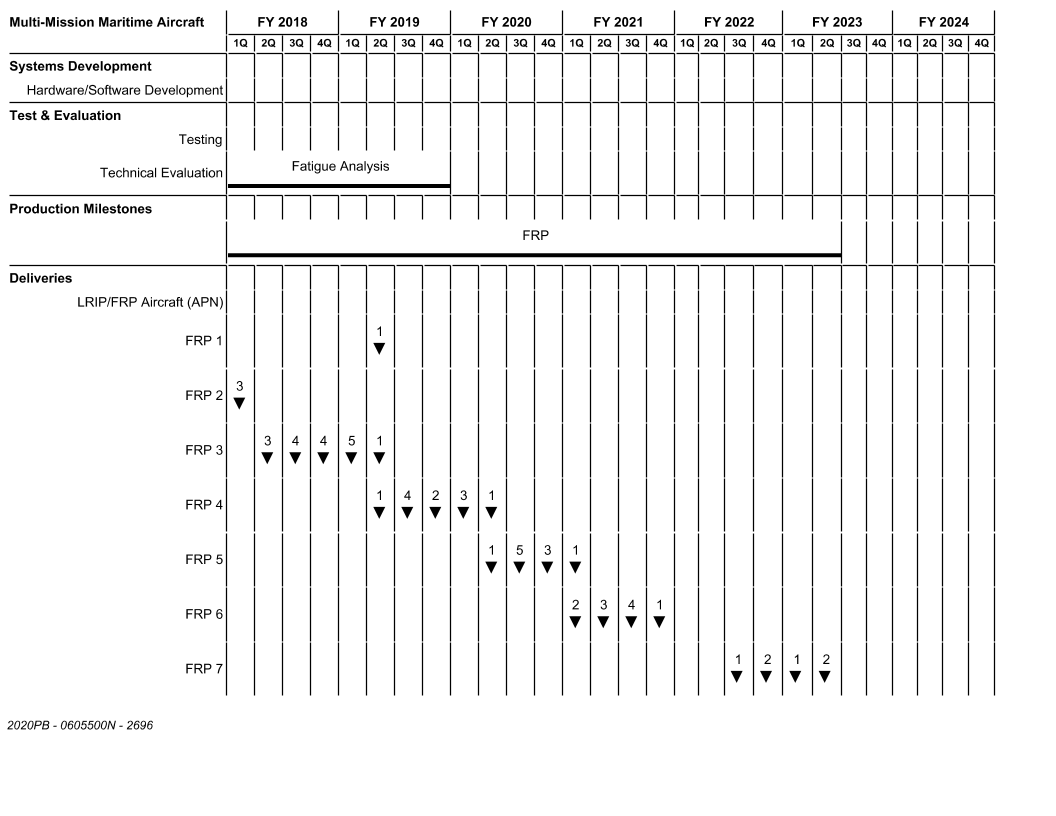 Multi-Mission Maritime Aircraft FY 2018 FY 2019 FY 2020 FY 2021 FY 2022 FY 2023 FY 2024
1Q 2Q 3Q 4Q 1Q 2Q 3Q 4Q 1Q 2Q 3Q 4Q 1Q 2Q 3Q 4Q 1Q 2Q 3Q 4Q 1Q 2Q 3Q 4Q 1Q 2Q 3Q 4Q
Systems Development
Hardware/Software Development
Test & Evaluation
Testing
Technical Evaluation Fatigue Analysis
Production Milestones
FRP
Deliveries
LRIP/FRP Aircraft (APN)
FRP 1 1
FRP 2 3
FRP 3 3 4 4 5 1
FRP 4 1 4 2 3 1
FRP 5 1 5 3 1
FRP 6 2 3 4 1
FRP 7 1 2 1 2
2020PB - 0605500N - 2696